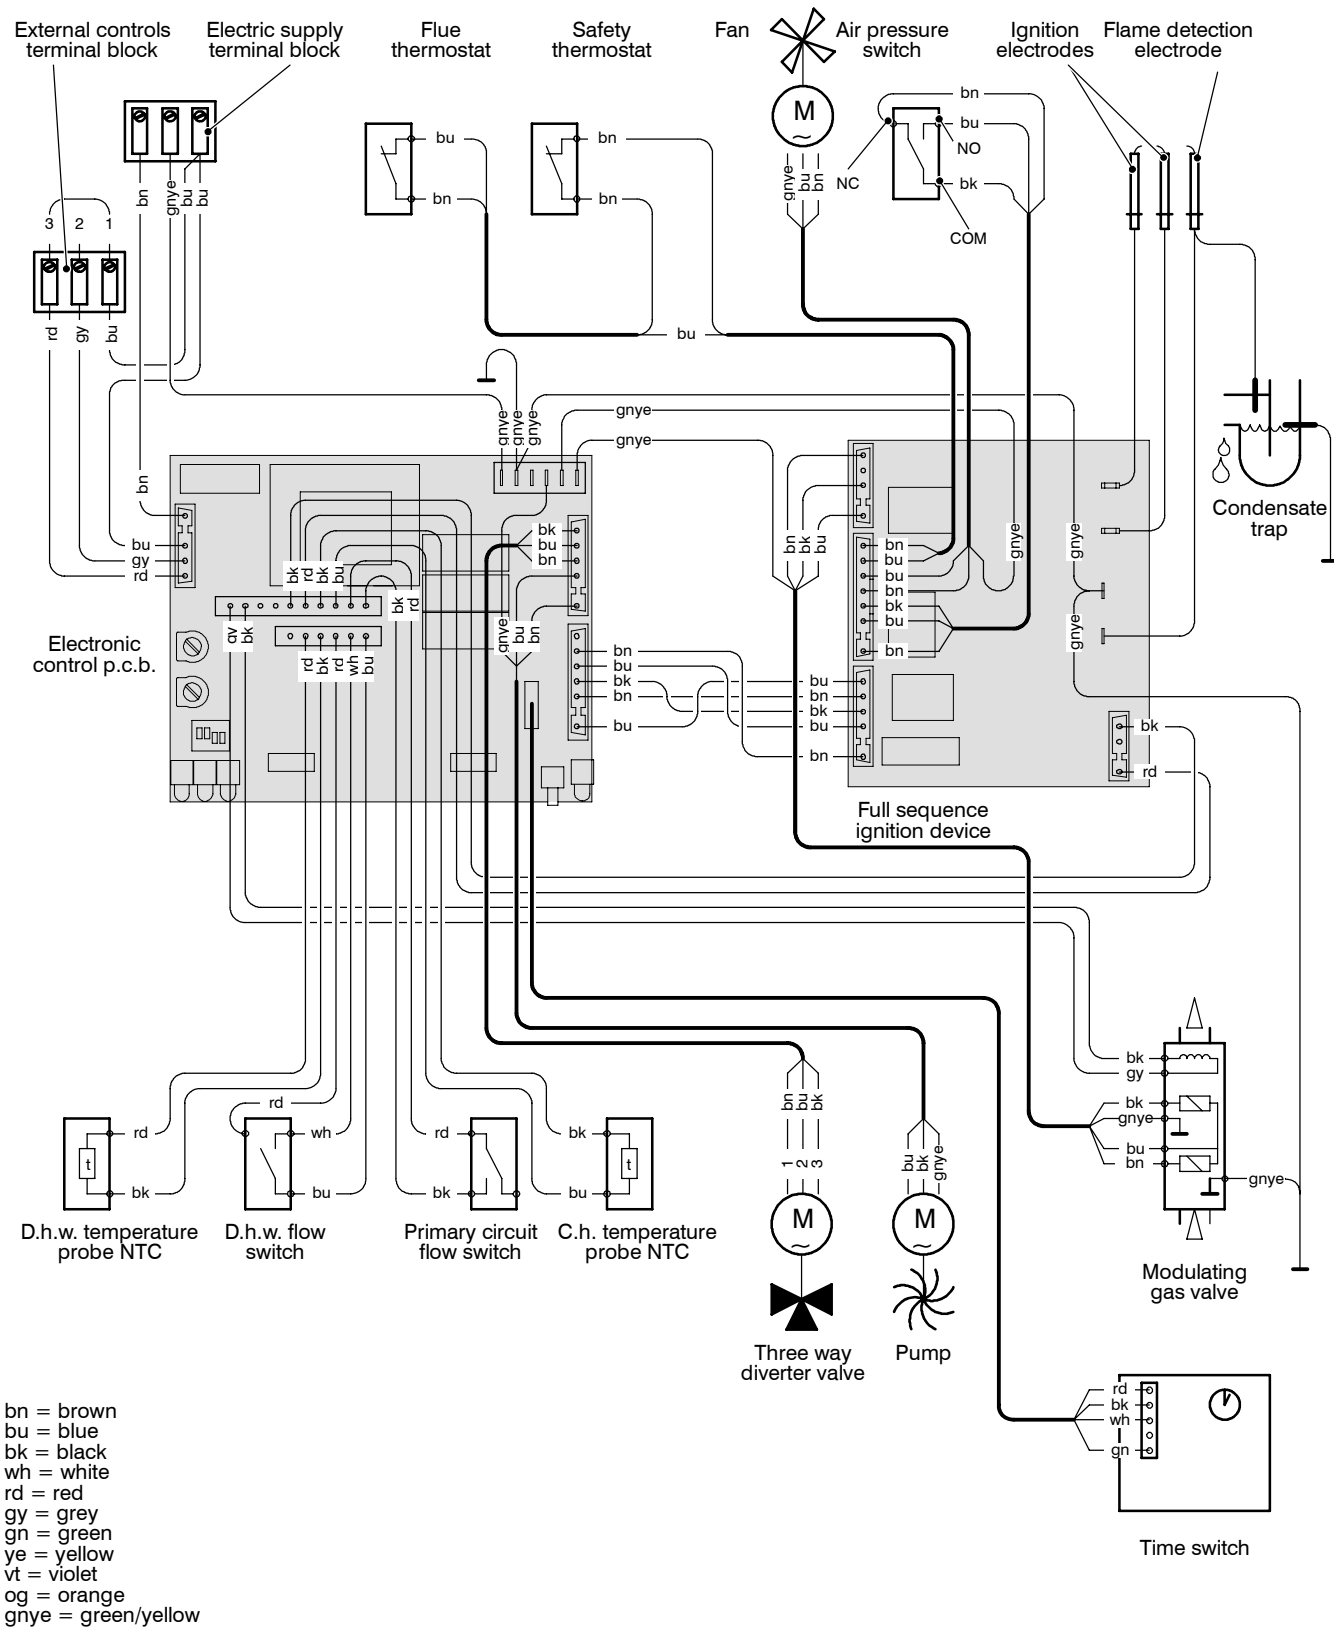 External controls
terminal block
Electric supply
terminal block
Flue
thermostat
Safety
thermostat
Fan
Air pressure
switch
Ignition
electrodes
Flame detection
electrode
M
bn
bu
NO
bk
NC
COM
bu
bn
bn
bn
gnye
bu
bn
bn
gnye
bu
bu
3
2
1
rd
gy
bu
bu
gnye
gnye
gnye
gnye
gnye
bn
bu
gy
rd
bk
rd
bk
bu
bk
rd
bk
bu
bn
gnye
bu
bn
bk
rd
bk
rd
wh
bu
bn
bk
bu
bn
bu
bu
bn
bk
bu
bn
gnye
gnye
gnye
Condensate
trap
Electronic
control p.c.b.
bn
bu
bk
bn
bu
bu
bn
bk
bu
bn
bk
rd
Full sequence
ignition device
bk
gy
bk
gnye
bu
bn
gnye
rd
bk
t
rd
wh
bu
rd
bk
bk
bu
t
bn
bu
bk
1
2
3
bu
bk
gnye
M
M
D.h.w. temperature
probe NTC
D.h.w. flow
switch
Primary circuit
flow switch
C.h. temperature
probe NTC
Three way
diverter valve
Pump
Modulating
gas valve
rd
bk
wh
gn
Time switch
bn = brown
bu = blue
bk = black
wh = white
rd = red
gy = grey
gn = green
ye = yellow
vt = violet
og = orange
gnye = green/yellow